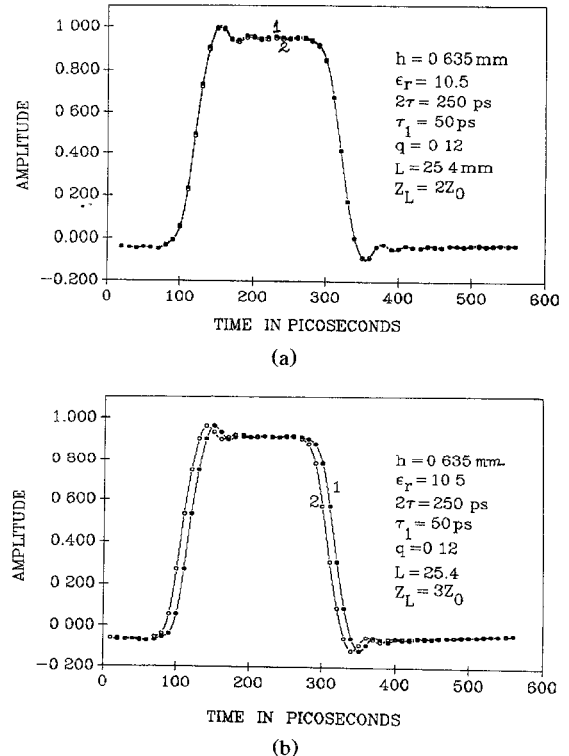 1.000
0.800
0.600
0.400
0.200
0.000
-0.200
AMPLITUDE
1
2
h = 0 635 mm
ϵr = 10.5
2τ = 250 ps
τ1 = 50 ps
q = 0 12
L = 25 4 mm
ZL = 2Z0
0 100 200 300 400 500 600
TIME IN PICOSECONDS
(a)
1.000
0.800
0.600
0.400
0 200
0 000
-0 200
AMPLITUDE
1
2
h = 0 635 mm
ϵr = 10 5
2τ = 250 ps
τ1 = 50 ps
q = 0 12
L = 25.4
ZL = 3Z0
0 100 200 300 400 500 600
TIME IN PICOSECONDS
(b)